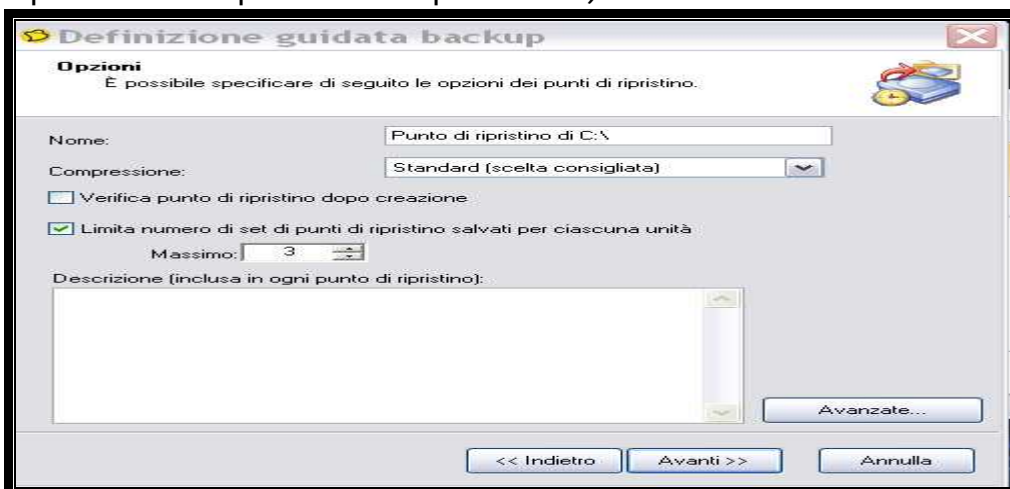 Definizione guidata backup
Opzioni
È possibile specificare di seguito le opzioni dei punti di ripristino.
Nome:
Punto di ripristino di C:\
Compressione:
Standard (scelta consigliata)
Verifica punto di ripristino dopo creazione
Limita numero di set di punti di ripristino salvati per ciascuna unità
Massimo: 3
Descrizione (inclusa in ogni punto di ripristino):
Avanzate...
<< Indietro
Avanti >>
Annulla